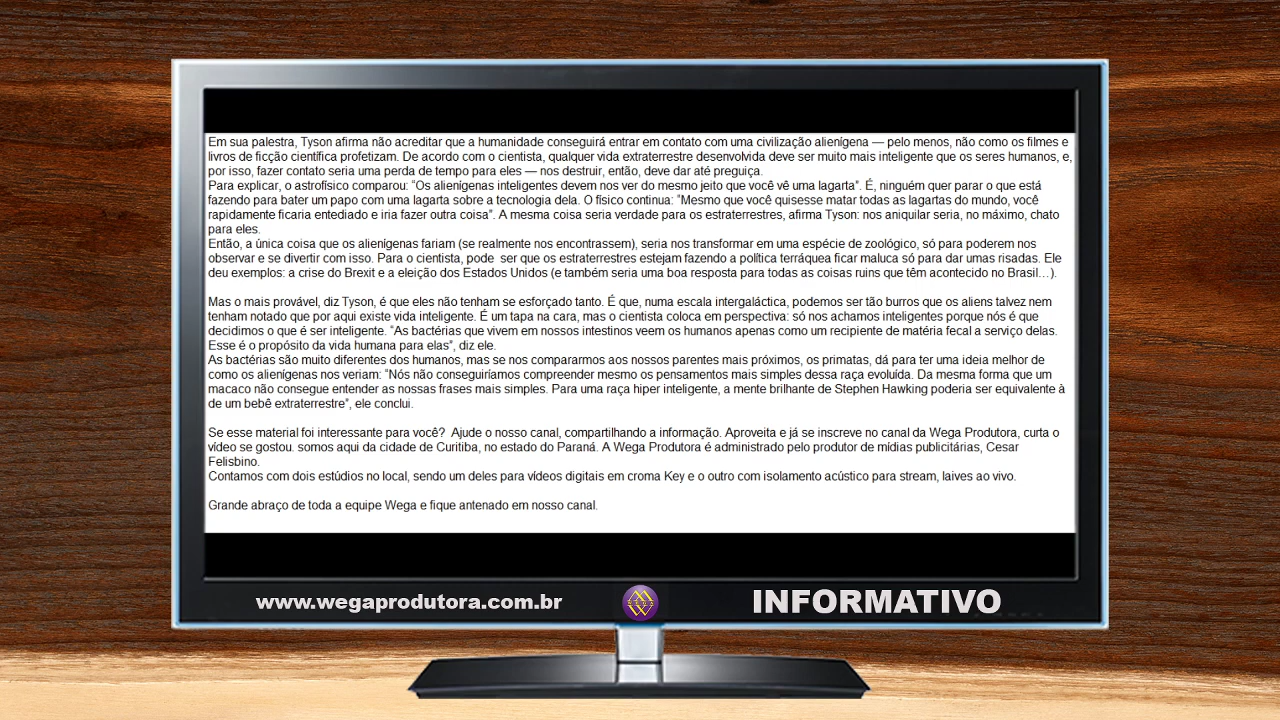 Em sua palestra, Tyson afirma não acreditar que a humanidade conseguirá entrar em contato com uma civilização alienígena — pelo menos, não como os filmes e
livros de ficção científica profetizam. De acordo com o cientista, qualquer vida extraterrestre desenvolvida deve ser muito mais inteligente que os seres humanos, e,
por isso, fazer contato seria uma perda de tempo para eles — nos destruir, então, deve dar até preguiça.
Para explicar, o astrofísico comparou: “Os alienígenas inteligentes devem nos ver do mesmo jeito que você vê uma lagarta”. É, ninguém quer parar o que está
fazendo para bater um papo com uma lagarta sobre a tecnologia dela. O físico continua: “Mesmo que você quisesse matar todas as lagartas do mundo, você
rapidamente ficaria entediado e iria fazer outra coisa”. A mesma coisa seria verdade para os extraterrestres, afirma Tyson: nos aniquilar seria, no máximo, chato
para eles.
Então, a única coisa que os alienígenas fariam (se realmente nos encontrassem), seria nos transformar em uma espécie de zoológico, só para poderem nos
observar e se divertir com isso. Para o cientista, pode  ser que os estraterrestres estejam fazendo a política terráquea ficar maluca só para dar umas risadas. Ele
deu exemplos: a crise do Brexit e a eleição dos Estados Unidos (e também seria uma boa resposta para todas as coisas ruins que têm acontecido no Brasil…).
Mas o mais provável, diz Tyson, é que eles não tenham se esforçado tanto. É que, numa escala intergaláctica, podemos ser tão burros que os aliens talvez nem
tenham notado que por aqui existe vida inteligente. É um tapa na cara, mas o cientista coloca em perspectiva: só nos achamos inteligentes porque nós é que
decidimos o que é ser inteligente. “As bactérias que vivem em nossos intestinos veem os humanos apenas como um recipiente de matéria fecal a serviço delas.
Esse é o propósito da vida humana para elas”, diz ele.
As bactérias são muito diferentes dos humanos, mas se nos compararmos aos nossos parentes mais próximos, os primatas, dá para ter uma ideia melhor de
como os alienígenas nos veriam: “Nós não conseguiríamos compreender mesmo os pensamentos mais simples dessa raça evoluída. Da mesma forma que um
macaco não consegue entender as nossas frases mais simples. Para uma raça hiper inteligente, a mente brilhante de Stephen Hawking poderia ser equivalente à
de um bebê extraterrestre”, ele conclui.
Se esse material foi interessante para você?  Ajude o nosso canal, compartilhando a informação. Aproveita e já se inscreve no canal da Wega Produtora, curta o
vídeo se gostou. somos aqui da cidade de Curitiba, no estado do Paraná. A Wega Produtora é administrado pelo produtor de mídias publicitárias, Cesar
Felisbino.
Contamos com dois estúdios no local, sendo um deles para vídeos digitais em croma Key e o outro com isolamento acústico para stream, laives ao vivo.
Grande abraço de toda a equipe Wega e fique antenado em nosso canal.
www.wegaprodutora.com.br
INFORMATIVO